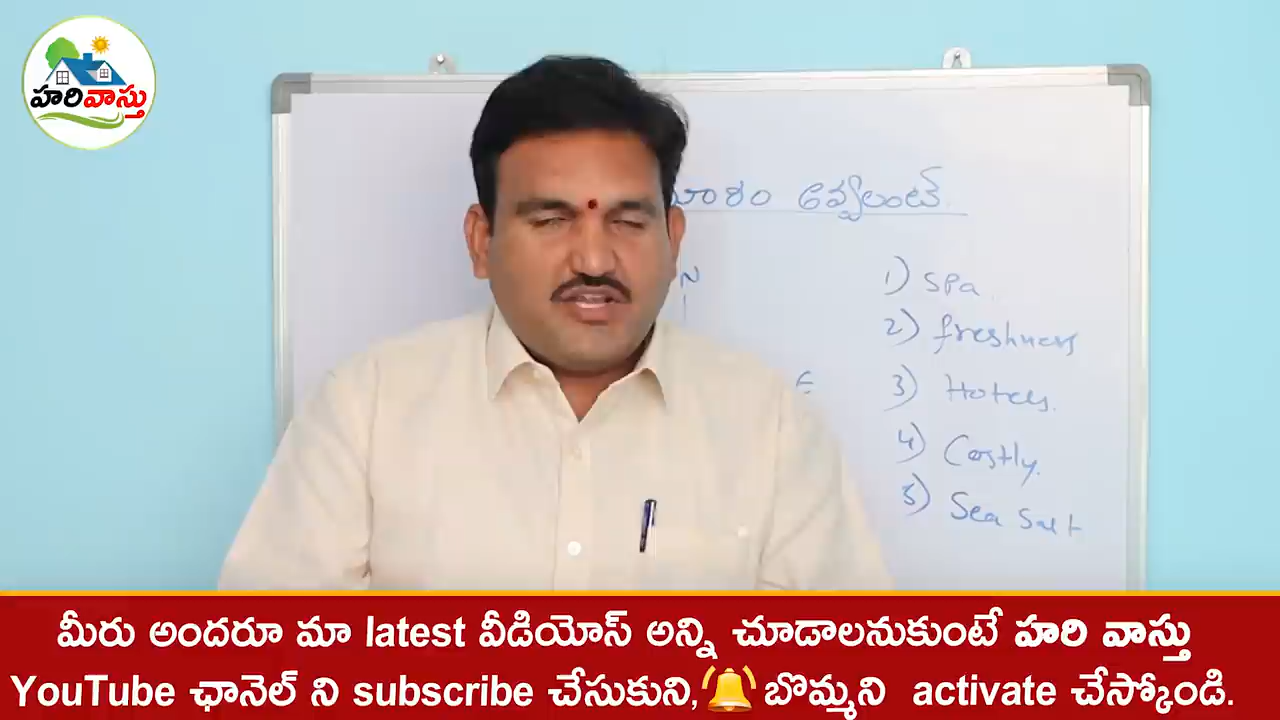 హరివాస్తు
అవ్వాలంటే.
N
1) Spa
E
2) freshness
3) Hotels.
4) Costly.
5) Sea Salt
మీరు అందరూ మా latest వీడియోస్ అన్ని చూడాలనుకుంటే హరి వాస్తు
YouTube ఛానెల్ ని subscribe చేసుకుని, బొమ్మని activate చేస్కోండి.